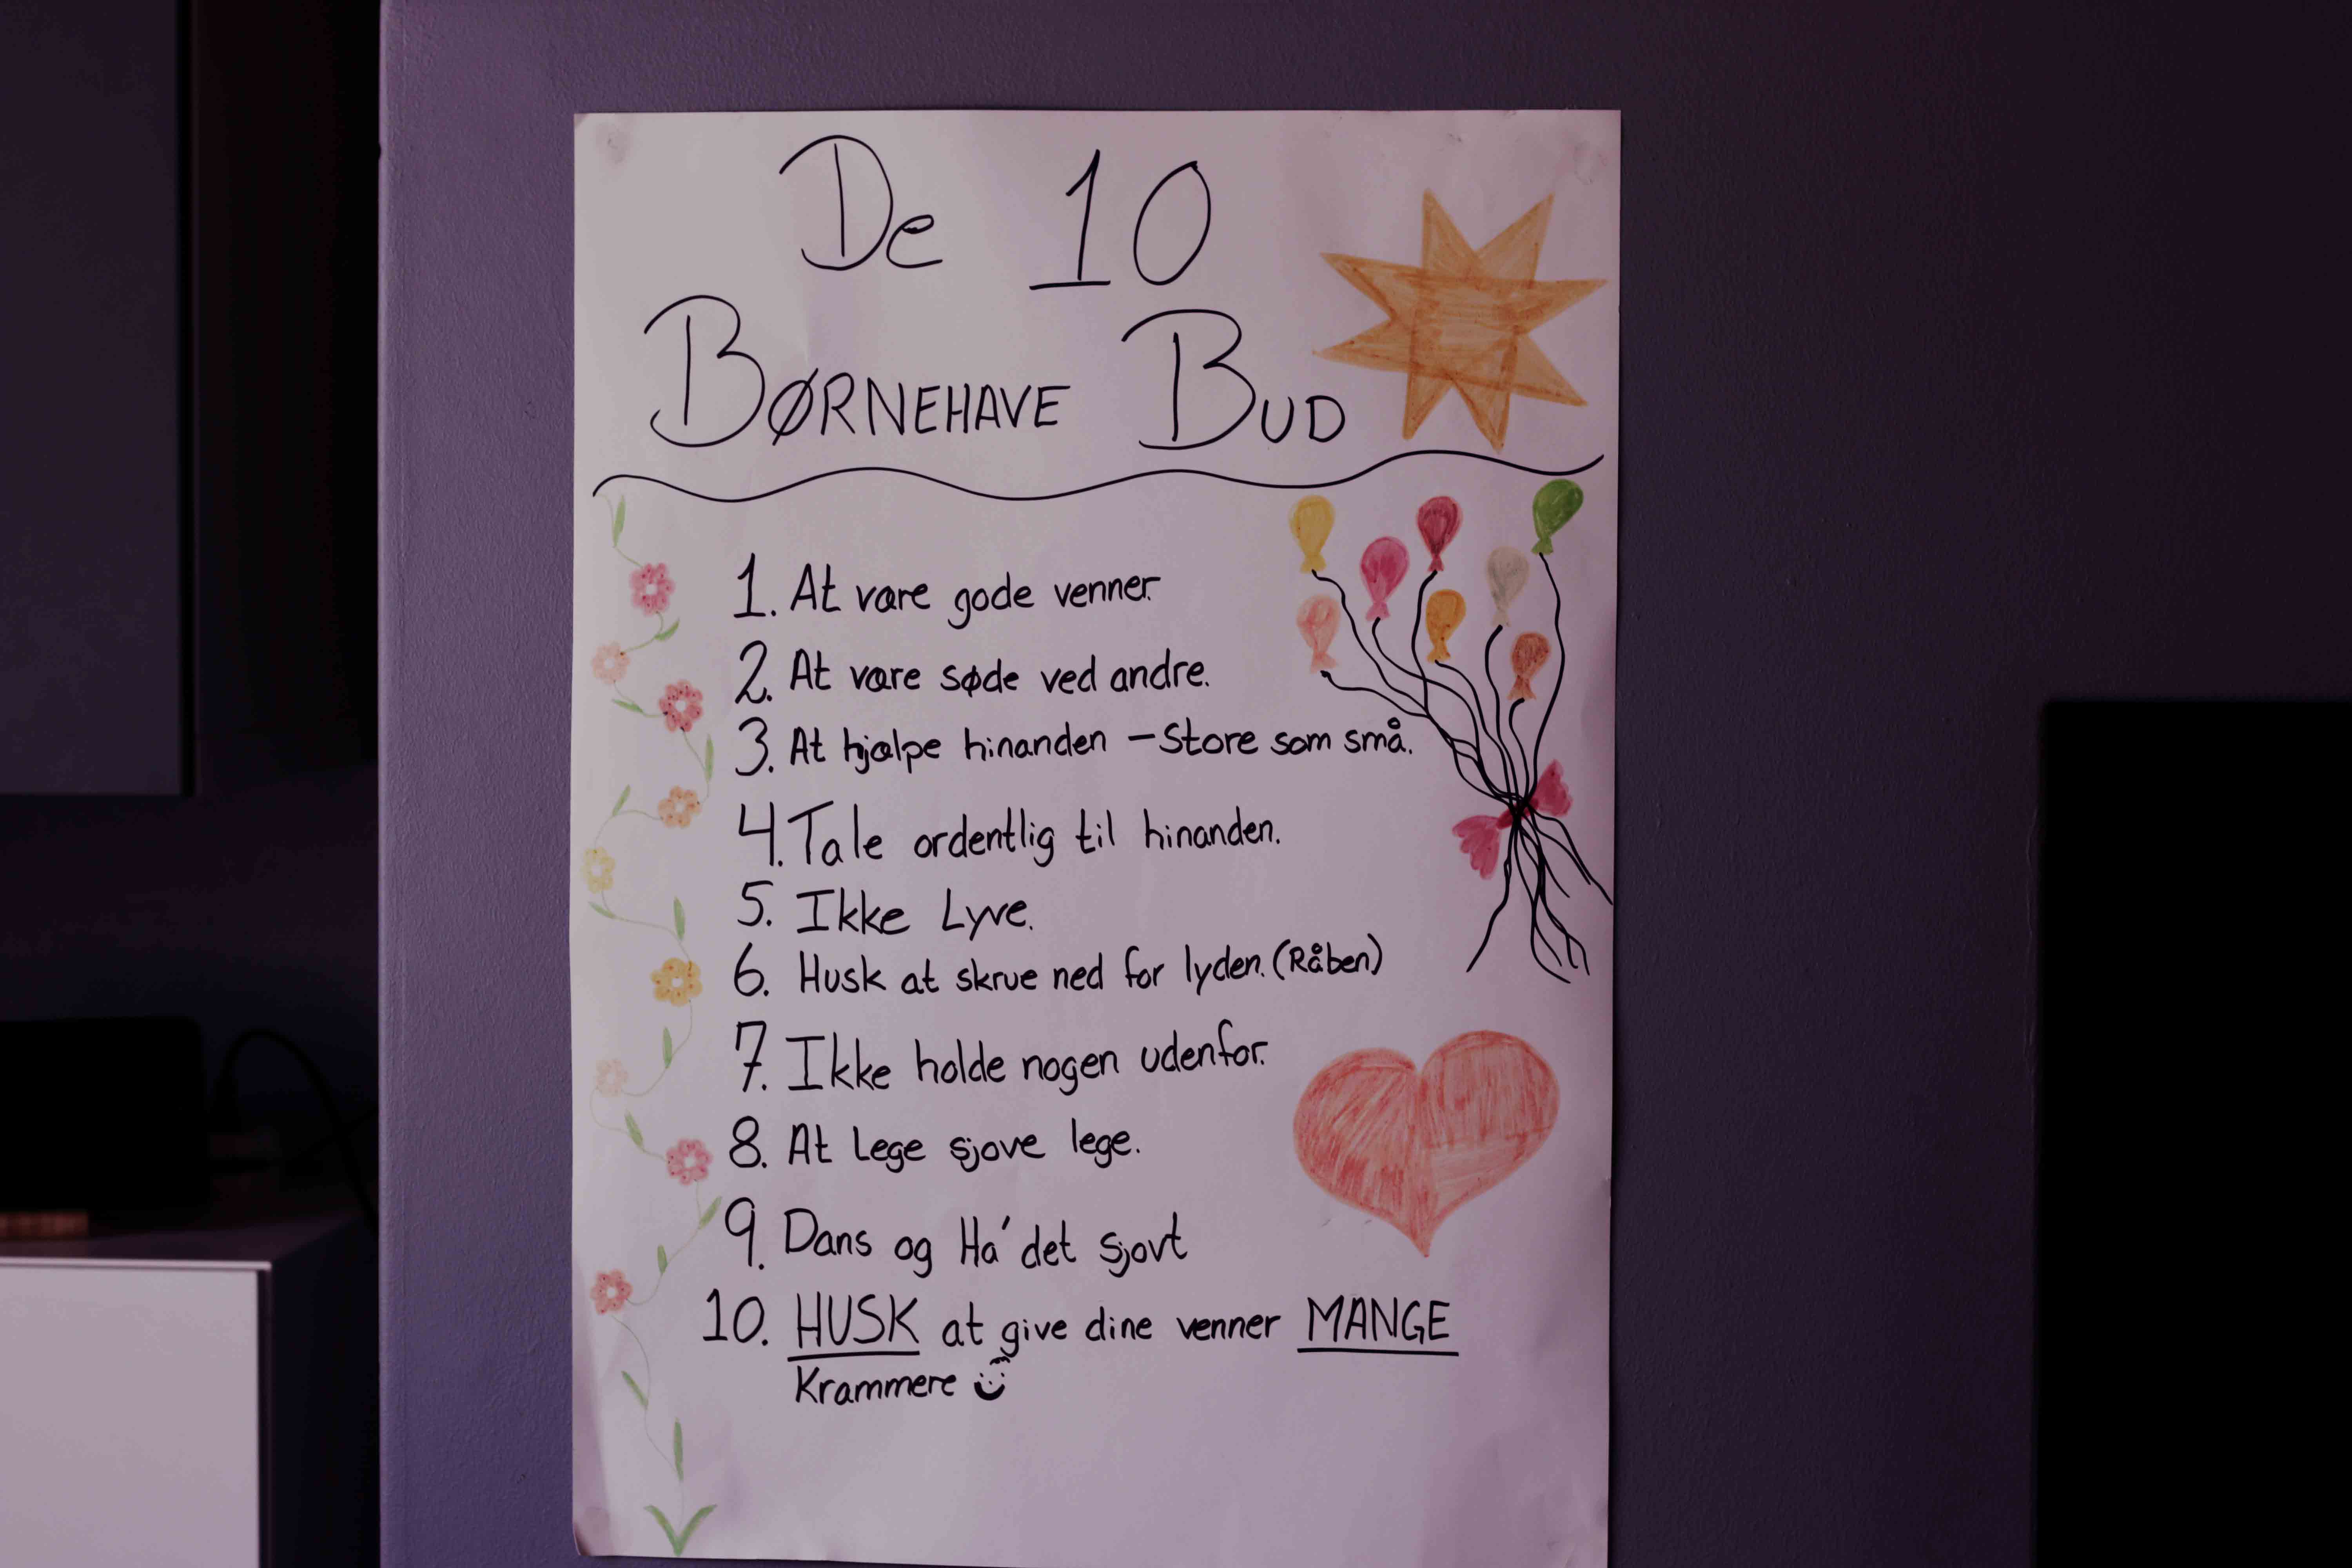 De 10
BØRNEHAVE BUD
1. At være gode venner.
2. At være søde ved andre.
3. At hjælpe hinanden - Store som små.
4. Tale ordentlig til hinanden.
5. Ikke Lyve.
6. Husk at skrue ned for lyden. (Råben)
7. Ikke holde nogen udenfor.
8. At Lege sjove lege.
9. Dans og Ha' det sjovt
10. HUSK at give dine venner MANGE
Krammere